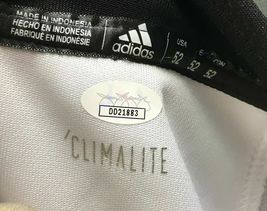 MADE IN INDONESIA
HECHO EN INDONESIA
FABRIQUÉ EN INDONESIE
adidas
USA
52 52 52
DD21883
CLIMALITE